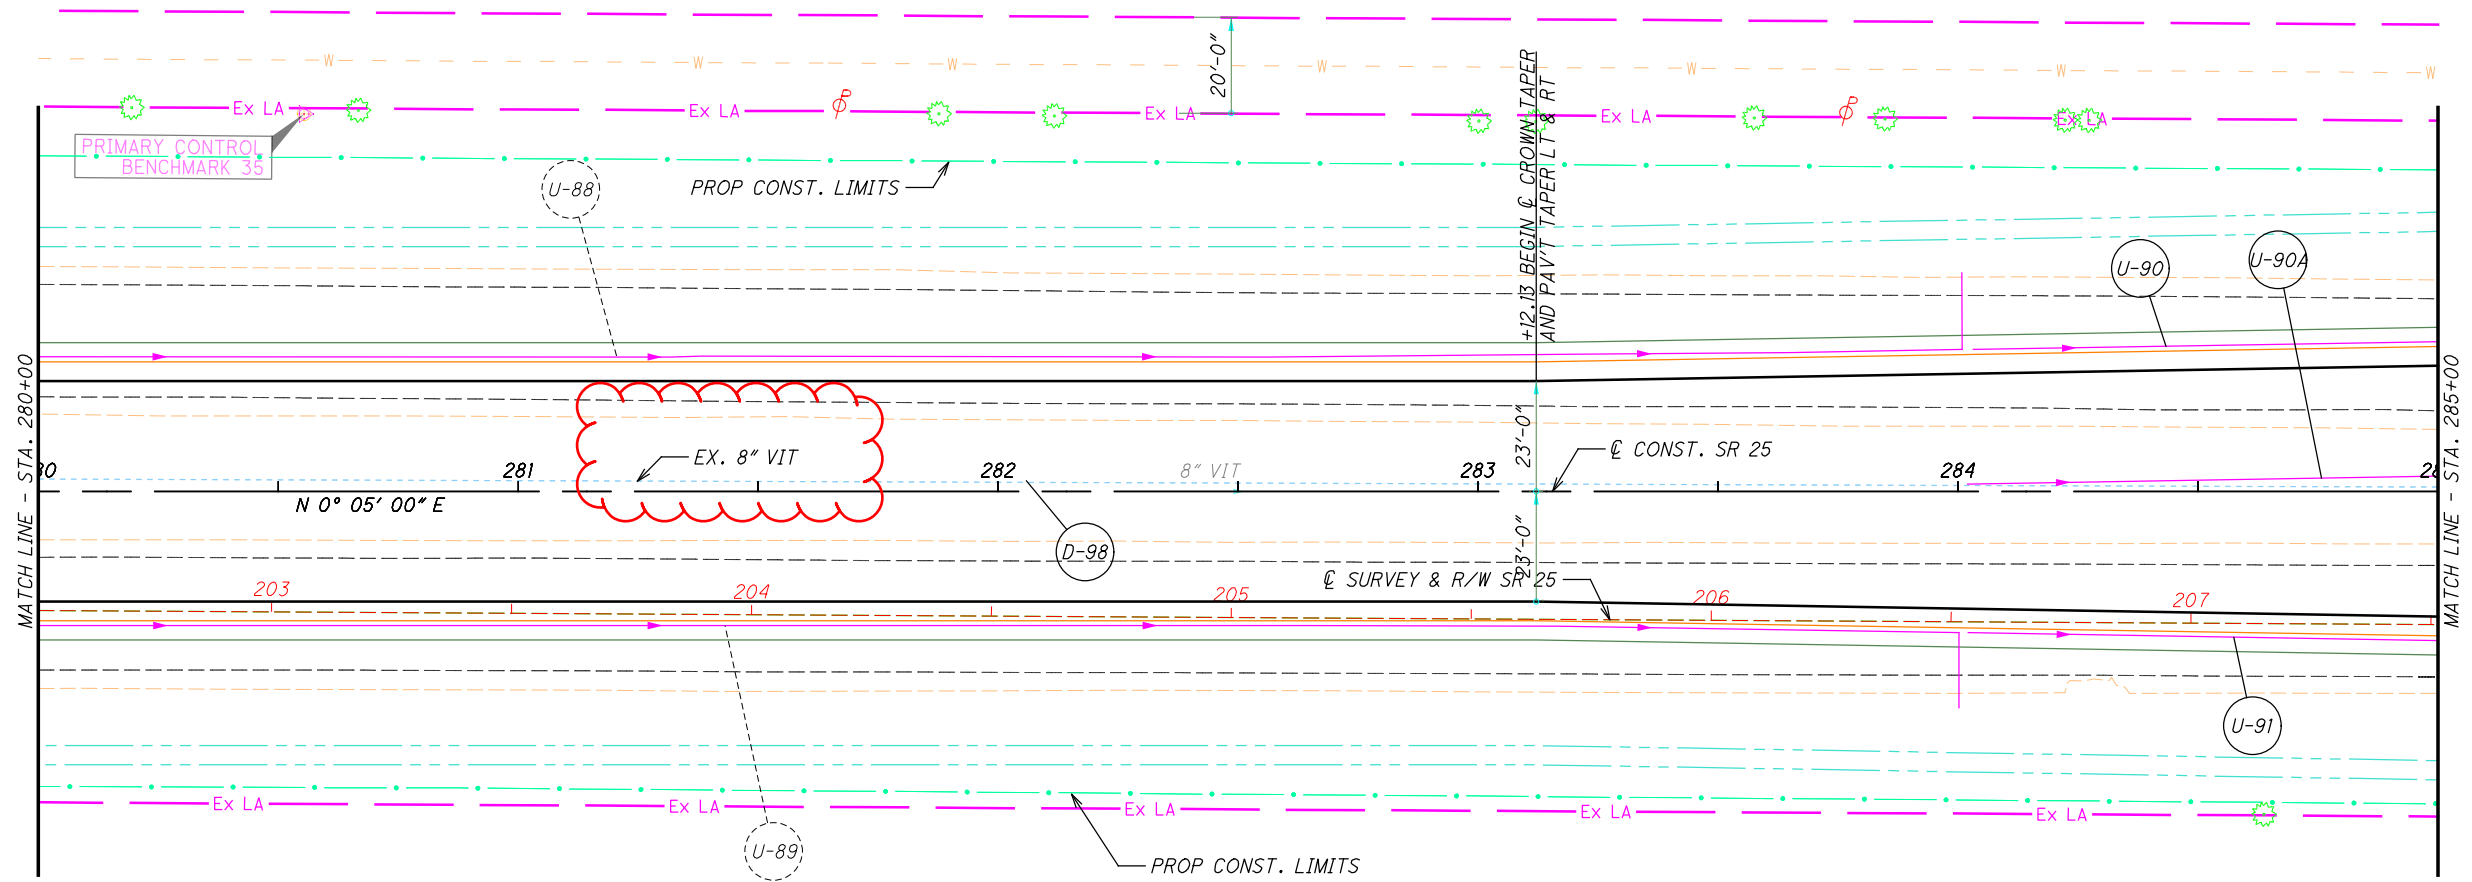 20'-0"
W W W W W W W
Ex LA Ex LA Ex LA Ex LA Ex LA
PRIMARY CONTROL
BENCHMARK 35
U-88
PROP CONST. LIMITS
+12.13 BEGIN ℄ CROWN TAPER
AND PAV'T TAPER LT & RT
U-90
U-90A
MATCH LINE - STA. 280+00
MATCH LINE - STA. 285+00
23'-0"
EX. 8" VIT
8" VIT
℄ CONST. SR 25
281 282 283 284
N 0° 05' 00" E
D-98
23'-0"
℄ SURVEY & R/W SR 25
203 204 205 206 207
U-91
Ex LA Ex LA Ex LA Ex LA Ex LA
U-89
PROP CONST. LIMITS